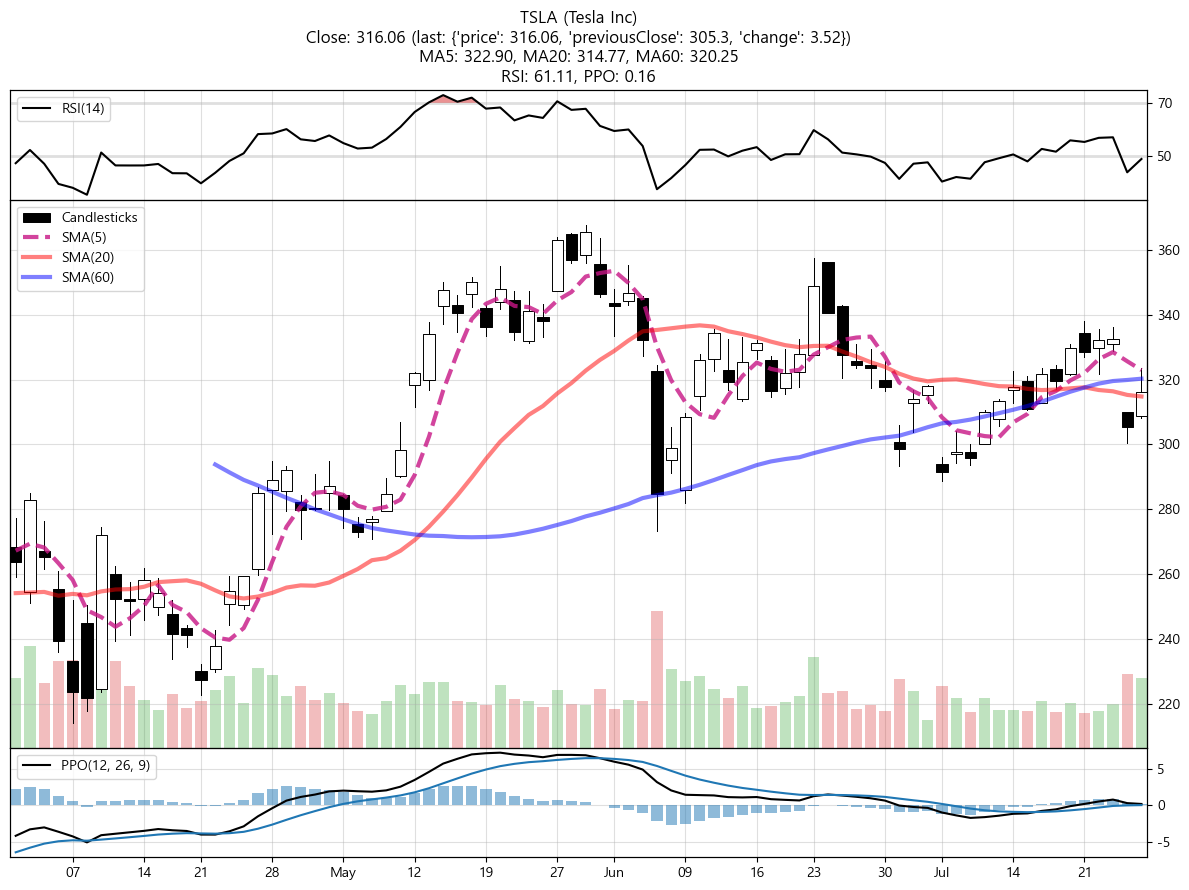 TSLA (Tesla Inc)
Close: 316.06 (last: {'price': 316.06, 'previousClose': 305.3, 'change': 3.52})
MA5: 322.90, MA20: 314.77, MA60: 320.25
RSI: 61.11, PPO: 0.16
RSI(14)
70
50
Candlesticks
SMA(5)
SMA(20)
SMA(60)
360
340
320
300
280
260
240
220
PPO(12, 26, 9)
5
0
-5
07 14 21 28 May 12 19 27 Jun 09 16 23 30 Jul 14 21